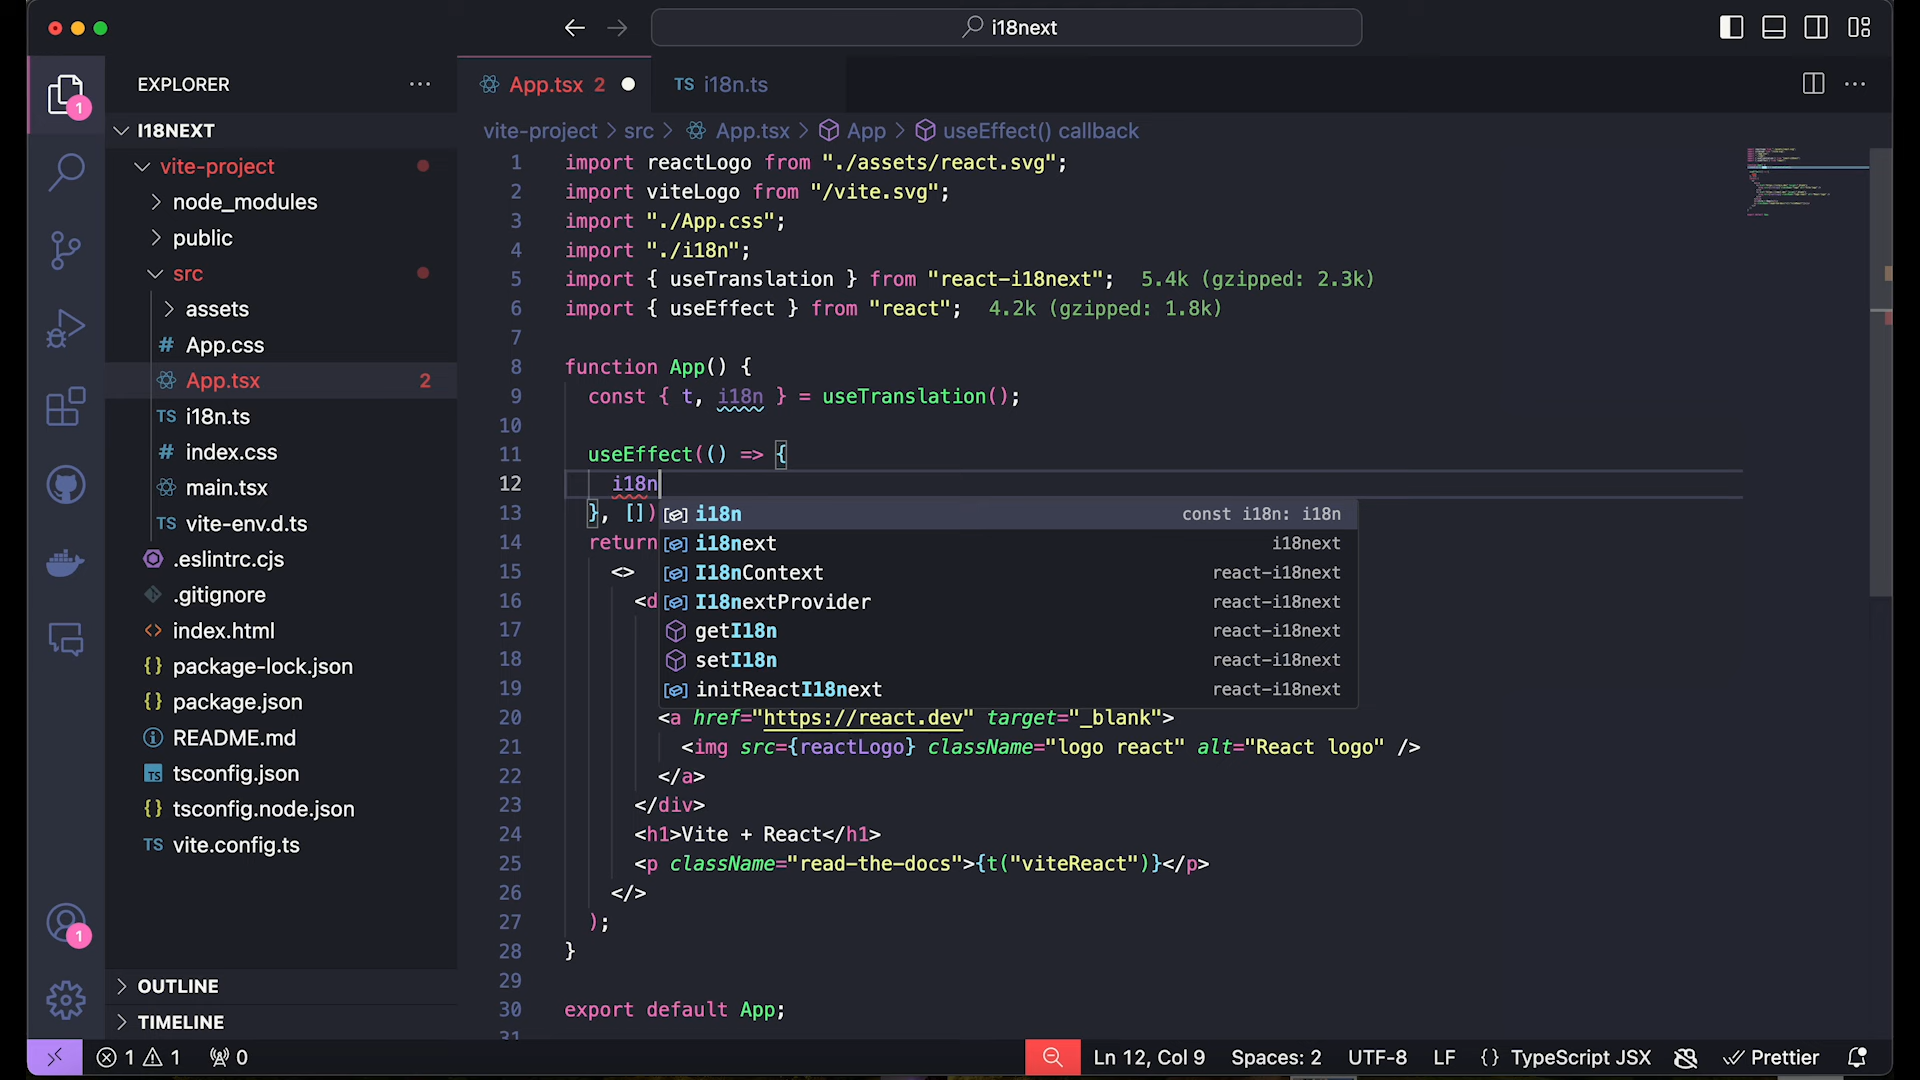 i18next
1
EXPLORER
I18NEXT
vite-project
node_modules
public
src
assets
# App.css
App.tsx 2
TS i18n.ts
# index.css
main.tsx
TS vite-env.d.ts
.eslintrc.cjs
.gitignore
<> index.html
{} package-lock.json
{} package.json
README.md
TS tsconfig.json
{} tsconfig.node.json
TS vite.config.ts
1
OUTLINE
TIMELINE
App.tsx 2
TS i18n.ts
vite-project > src > App.tsx > App > useEffect() callback
1 import reactLogo from "./assets/react.svg";
2 import viteLogo from "/vite.svg";
3 import "./App.css";
4 import "./i18n";
5 import { useTranslation } from "react-i18next"; 5.4k (gzipped: 2.3k)
6 import { useEffect } from "react"; 4.2k (gzipped: 1.8k)
7
8 function App() {
9 const { t, i18n } = useTranslation();
10
11 useEffect(() => {
12 i18n
13 }, [])
14 return
15 <>
16 <d
17
18
19
i18n const i18n: i18n
i18next i18next
I18nContext react-i18next
I18nextProvider react-i18next
getI18n react-i18next
setI18n react-i18next
initReactI18next react-i18next
20 <a href="https://react.dev" target="_blank">
21 <img src={reactLogo} className="logo react" alt="React logo" />
22 </a>
23 </div>
24 <h1>Vite + React</h1>
25 <p className="read-the-docs">{t("viteReact")}</p>
26 </>
27 );
28 }
29
30 export default App;
31
1 1 0
Ln 12, Col 9 Spaces: 2 UTF-8 LF {} TypeScript JSX Prettier